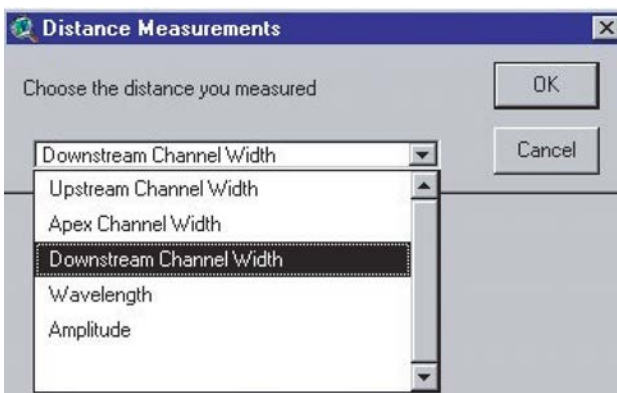 Distance Measurements
Choose the distance you measured
OK
Downstream Channel Width
Cancel
Upstream Channel Width
Apex Channel Width
Downstream Channel Width
Wavelength
Amplitude